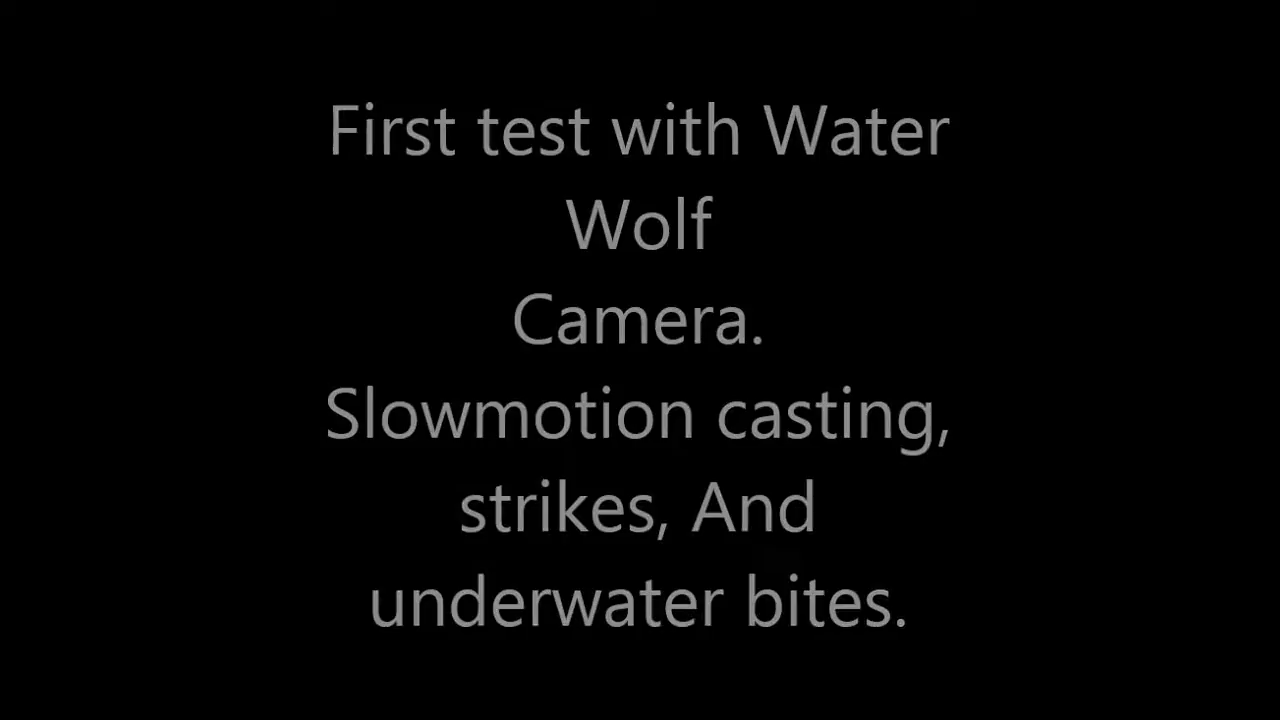 First test with Water
Wolf
Camera.
Slowmotion casting,
strikes, And
underwater bites.